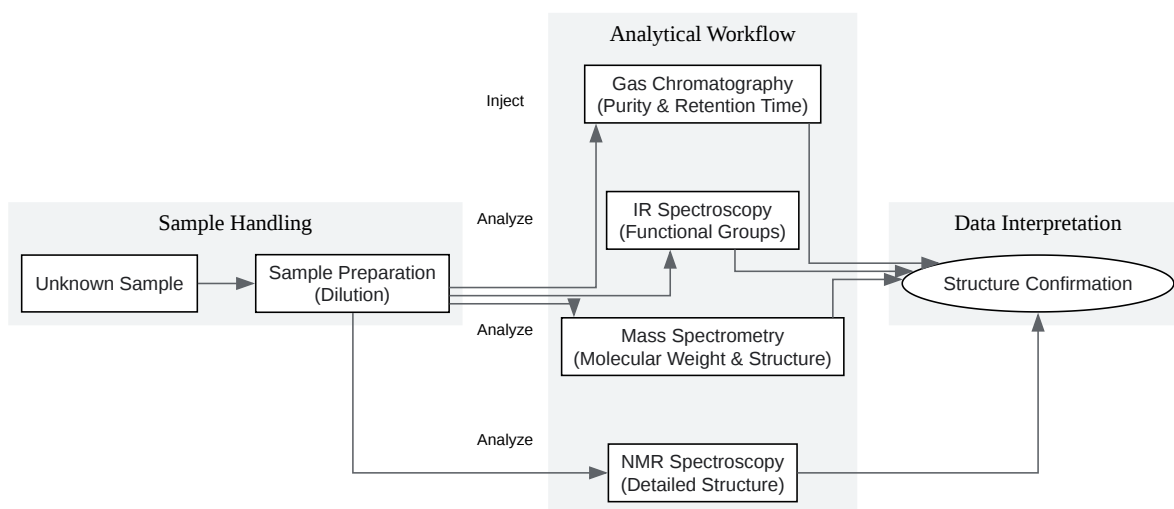 Analytical Workflow
Gas Chromatography
(Purity & Retention Time)
Inject
IR Spectroscopy
(Functional Groups)
Analyze
Sample Handling
Unknown Sample
Sample Preparation
(Dilution)
Data Interpretation
Structure Confirmation
Analyze
Mass Spectrometry
(Molecular Weight & Structure)
Analyze
NMR Spectroscopy
(Detailed Structure)